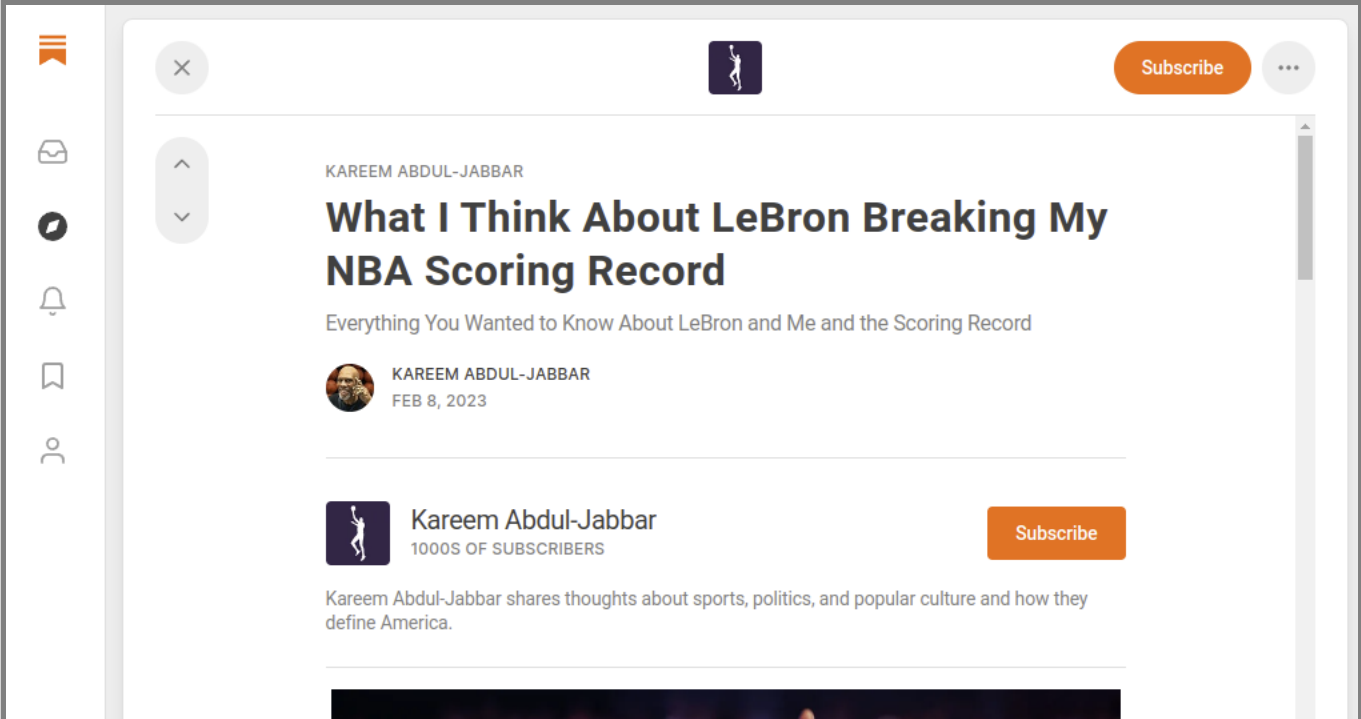 Subscribe
KAREEM ABDUL-JABBAR
What I Think About LeBron Breaking My
NBA Scoring Record
Everything You Wanted to Know About LeBron and Me and the Scoring Record
KAREEM ABDUL-JABBAR
FEB 8, 2023
Kareem Abdul-Jabbar
1000S OF SUBSCRIBERS
Subscribe
Kareem Abdul-Jabbar shares thoughts about sports, politics, and popular culture and how they
define America.